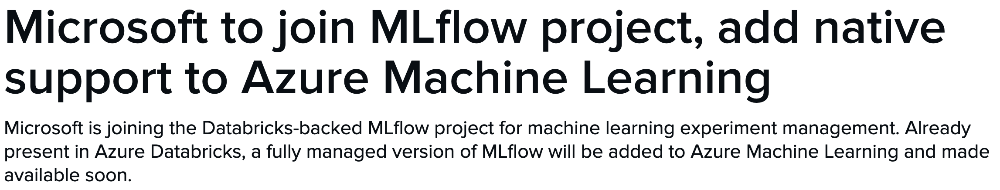 Microsoft to join MLflow project, add native
support to Azure Machine Learning
Microsoft is joining the Databricks-backed MLflow project for machine learning experiment management. Already
present in Azure Databricks, a fully managed version of MLflow will be added to Azure Machine Learning and made
available soon.